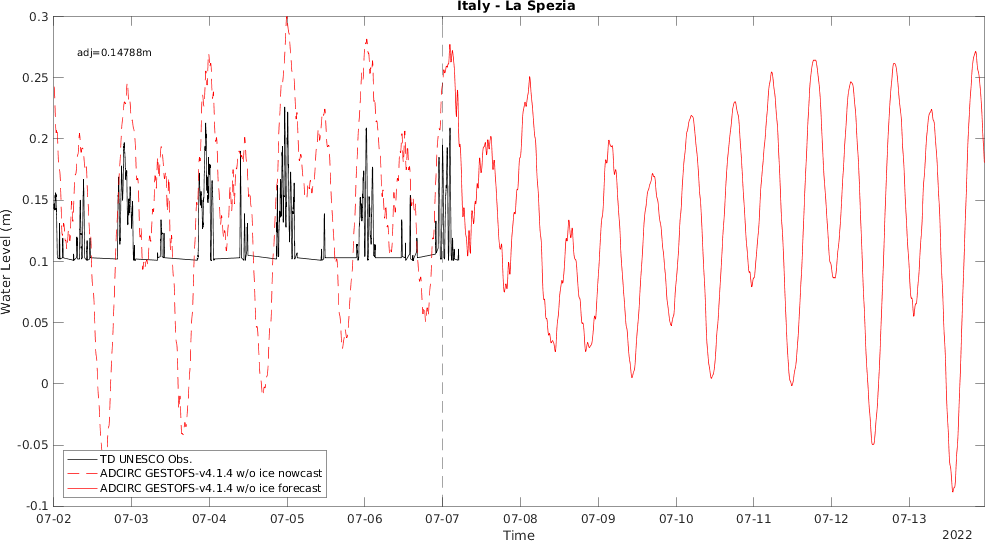 Italy - La Spezia
adj=0.14788m
0.3
0.25
0.2
0.15
0.1
0.05
0
-0.05
-0.1
Water Level (m)
TD UNESCO Obs.
ADCIRC GESTOFS-v4.1.4 w/o ice nowcast
ADCIRC GESTOFS-v4.1.4 w/o ice forecast
07-02 07-03 07-04 07-05 07-06 07-07 07-08 07-09 07-10 07-11 07-12 07-13
Time
2022